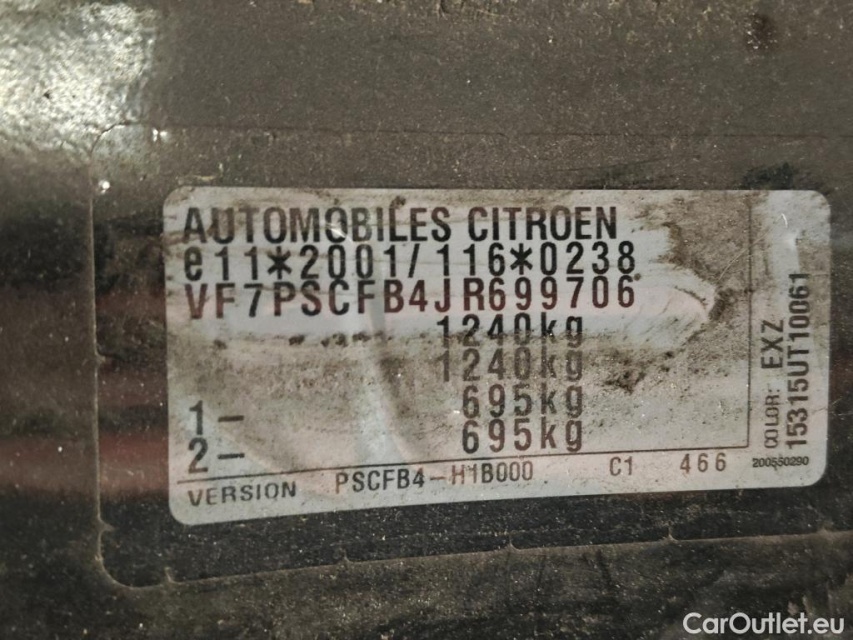 AUTOMOBILES CITROEN
e11*2001/116*0238
VF7PSCFB4JR699706
1240kg
1240kg
1- 695kg
2- 695kg
VERSION PSCFB4-H1B000 C1 466
COLOR: EXZ
15315UT10061
200550290
CarOutlet.eu